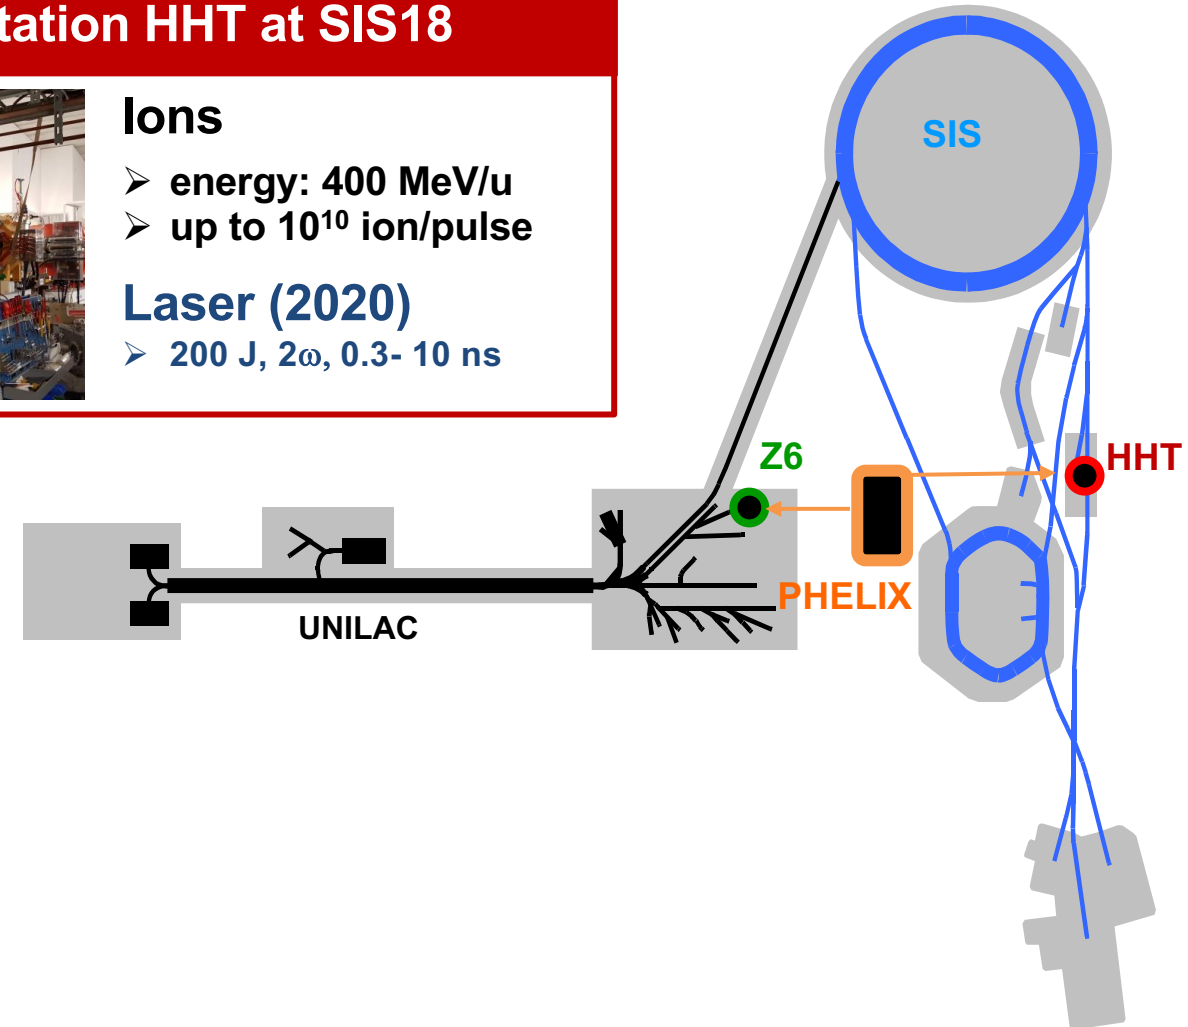 tation HHT at SIS18
Ions
➢ energy: 400 MeV/u
➢ up to 10¹⁰ ion/pulse
Laser (2020)
➢ 200 J, 2ω, 0.3- 10 ns
SIS
Z6
HHT
PHELIX
UNILAC